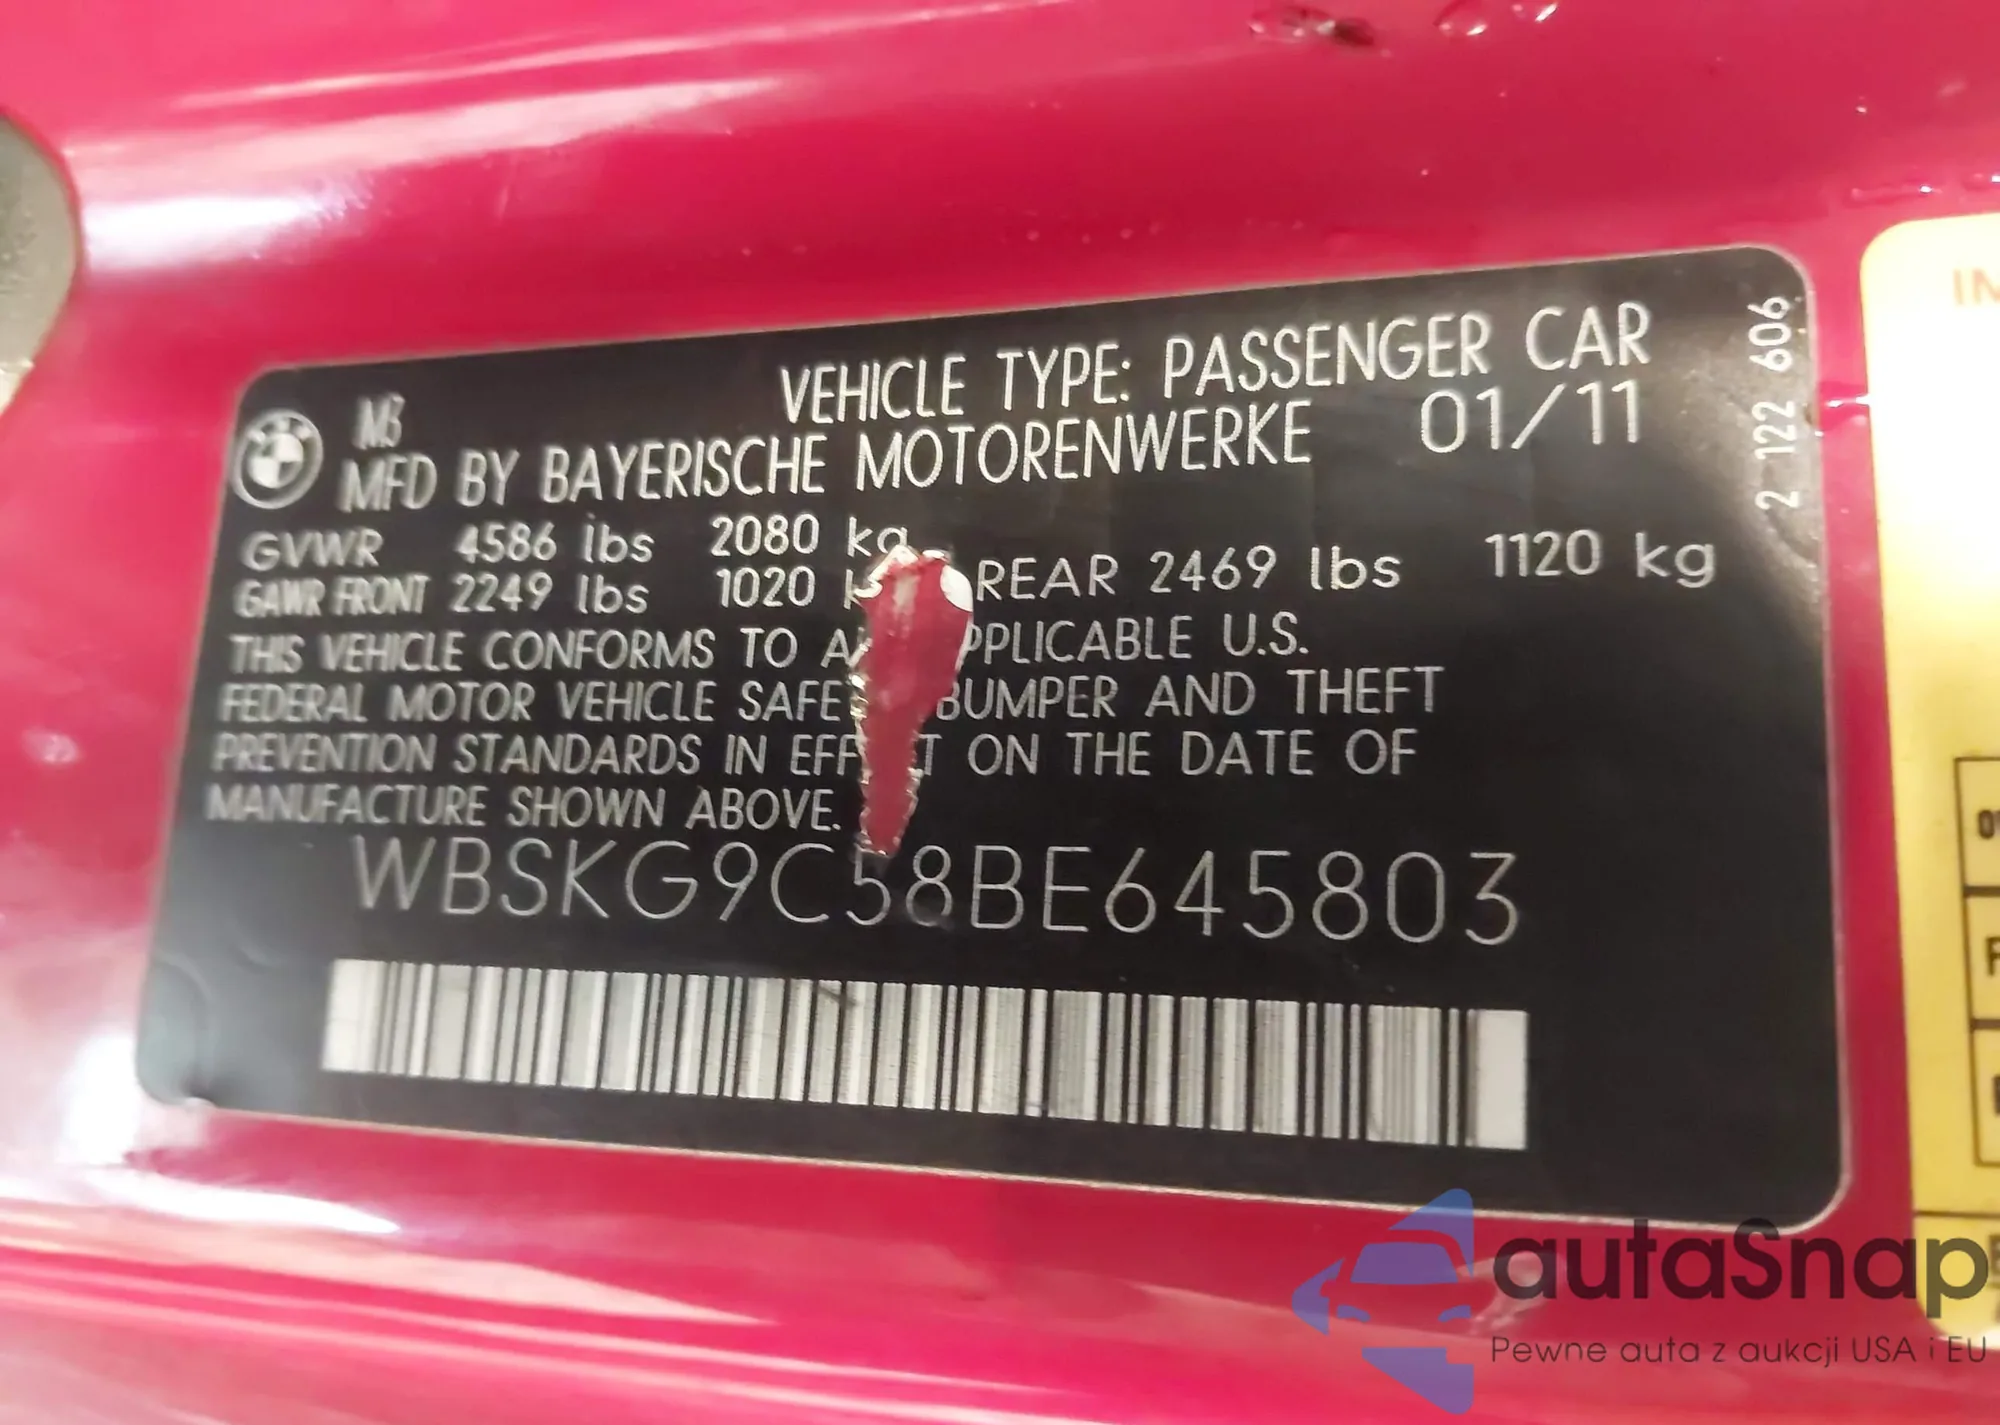 M3
VEHICLE TYPE: PASSENGER CAR
MFD BY BAYERISCHE MOTORENWERKE 01/11
GVWR 4586 lbs 2080 kg
GAWR FRONT 2249 lbs 1020 k REAR 2469 lbs 1120 kg
THIS VEHICLE CONFORMS TO A PPLICABLE U.S.
FEDERAL MOTOR VEHICLE SAFE BUMPER AND THEFT
PREVENTION STANDARDS IN EFF T ON THE DATE OF
MANUFACTURE SHOWN ABOVE.
WBSKG9C58BE645803
2 122 606
IN
autaSnap
Pewne auta z aukcji USA i EU